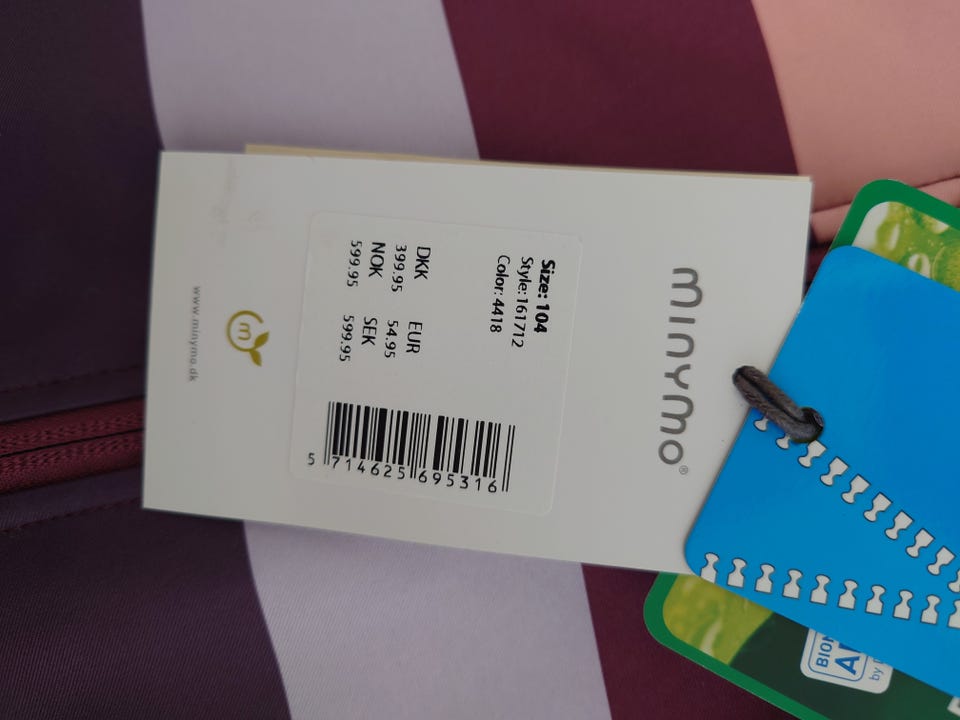 minymo®
Size: 104
Style: 161712
Color: 4418
DKK EUR
399.95 54.95
NOK SEK
599.95 599.95
5 714625 695316
m
www.minymo.dk